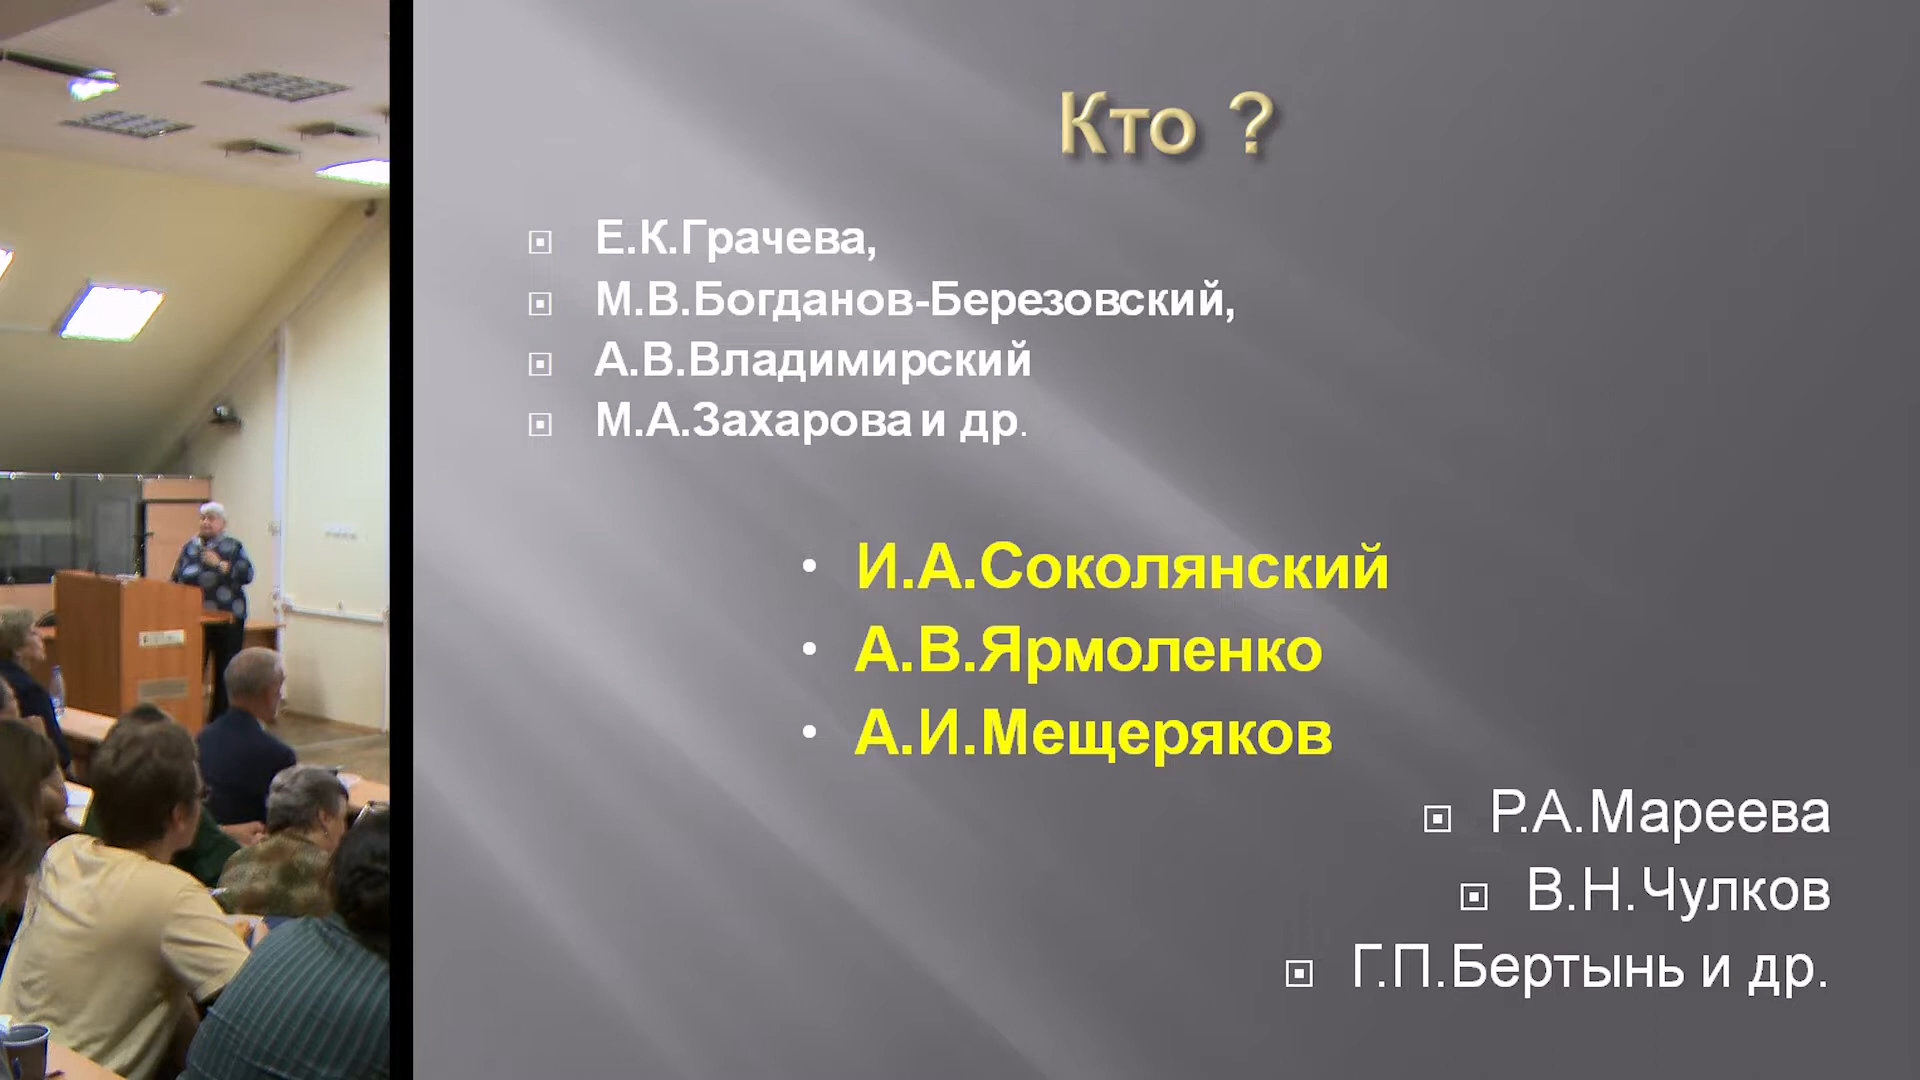 Кто ?
Е.К.Грачева,
М.В.Богданов-Березовский,
А.В.Владимирский
М.А.Захарова и др.
И.А.Соколянский
А.В.Ярмоленко
А.И.Мещеряков
Р.А.Мареева
В.Н.Чулков
Г.П.Бертынь и др.